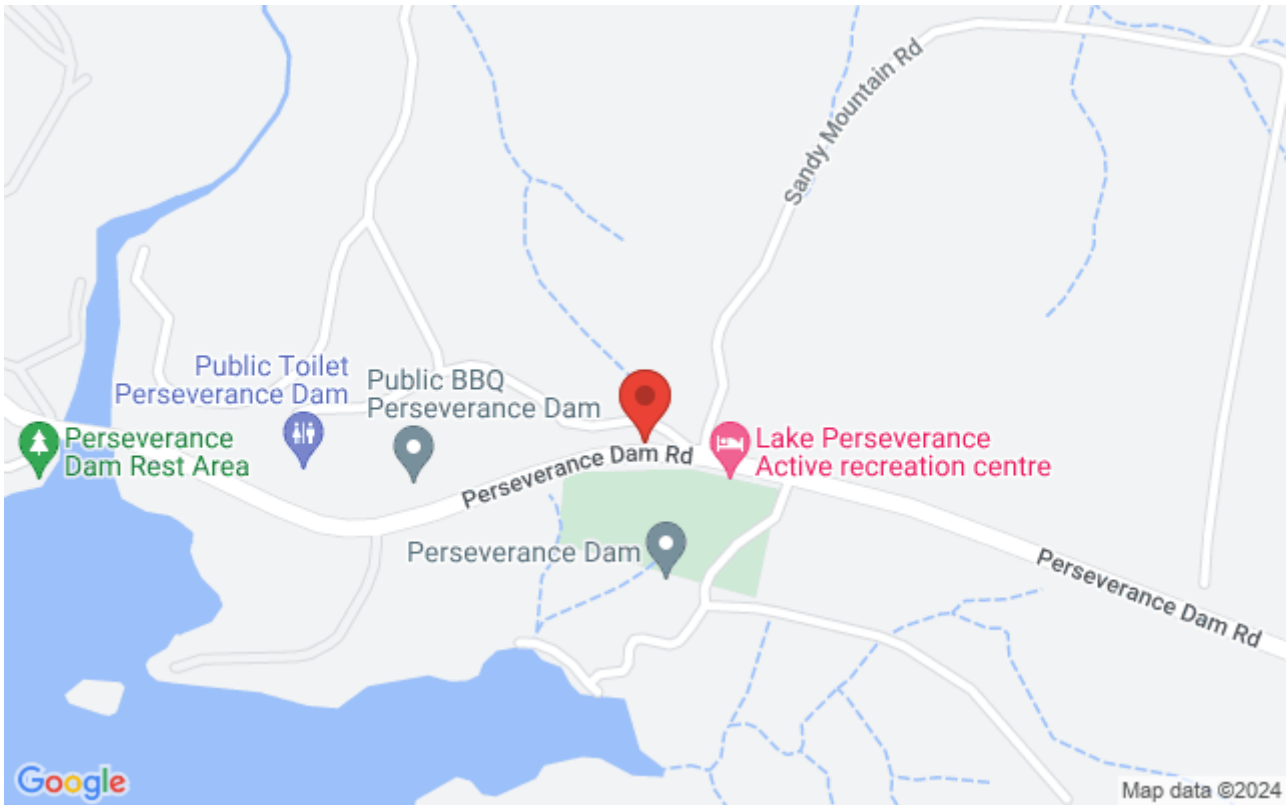 Sandy Mountain Rd
Public Toilet
Perseverance Dam
Public BBQ
Perseverance Dam
Perseverance
Dam Rest Area
Perseverance Dam Rd
Lake Perseverance
Active recreation centre
Perseverance Dam
Perseverance Dam Rd
Google
Map data ©2024